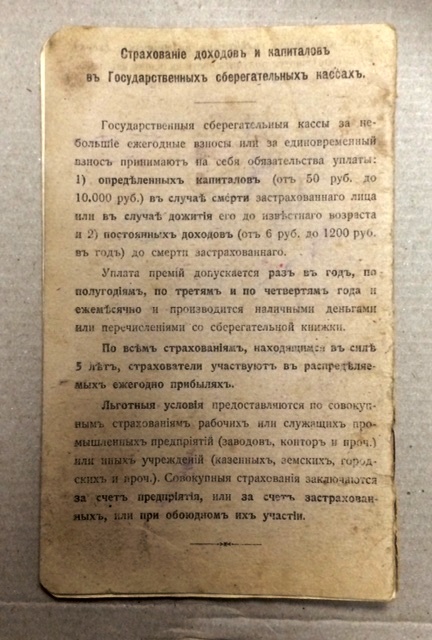 Страхованіе доходовъ и капиталовъ
въ Государственныхъ сберегательныхъ кассахъ.
Государственныя сберегательныя кассы за не-
большіе ежегодные взносы или за единовременный
взносъ принимаютъ на себя обязательства уплаты:
1) опредѣленныхъ капиталовъ (отъ 50 руб. до
10.000 руб.) въ случаѣ смерти застрахованнаго лица
или въ случаѣ дожитія его до извѣстнаго возраста
и 2) постоянныхъ доходовъ (отъ 6 руб. до 1200 руб.
въ годъ) до смерти застрахованнаго.
Уплата премій допускается разъ въ годъ, по
полугодіямъ, по третямъ и по четвертямъ года и
ежемѣсячно и производится наличными деньгами
или перечисленіями со сберегательной книжки.
По всѣмъ страхованіямъ, находящимся въ силѣ
5 лѣтъ, страхователи участвуютъ въ распредѣляе-
мыхъ ежегодно прибыляхъ.
Льготныя условія предоставляются по совокуп-
нымъ страхованіямъ рабочихъ или служащихъ про-
мышленныхъ предпріятій (заводовъ, конторъ и проч.)
или иныхъ учрежденій (казенныхъ, земскихъ, город-
скихъ и проч.). Совокупныя страхованія заключаются
за счетъ предпріятія, или за счетъ застрахован-
ныхъ, или при обоюдномъ ихъ участіи.